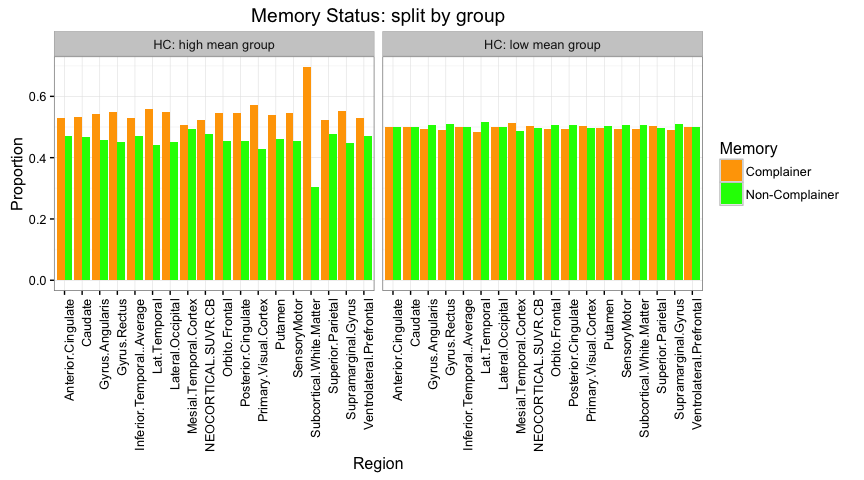 Memory Status: split by group
HC: high mean group
HC: low mean group
Proportion
0.6
0.4
0.2
0.0
Anterior.Cingulate
Caudate
Gyrus.Angularis
Gyrus.Rectus
Inferior.Temporal..Average
Lat.Temporal
Lateral.Occipital
Mesial.Temporal.Cortex
NEOCORTICAL.SUVR.CB
Orbito.Frontal
Posterior.Cingulate
Primary.Visual.Cortex
Putamen
SensoryMotor
Subcortical.White.Matter
Superior.Parietal
Supramarginal.Gyrus
Ventrolateral.Prefrontal
Anterior.Cingulate
Caudate
Gyrus.Angularis
Gyrus.Rectus
Inferior.Temporal..Average
Lat.Temporal
Lateral.Occipital
Mesial.Temporal.Cortex
NEOCORTICAL.SUVR.CB
Orbito.Frontal
Posterior.Cingulate
Primary.Visual.Cortex
Putamen
SensoryMotor
Subcortical.White.Matter
Superior.Parietal
Supramarginal.Gyrus
Ventrolateral.Prefrontal
Region
Memory
Complainer
Non-Complainer